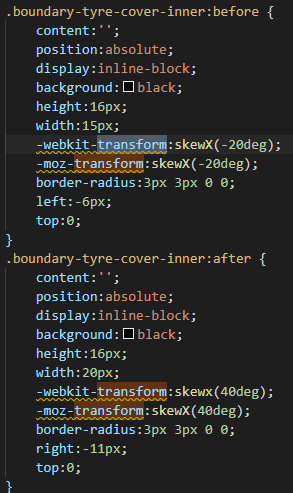 .boundary-tyre-cover-inner:before {
content:'';
position:absolute;
display:inline-block;
background:black;
height:16px;
width:15px;
-webkit-transform:skewX(-20deg);
-moz-transform:skewX(-20deg);
border-radius:3px 3px 0 0;
left:-6px;
top:0;
}
.boundary-tyre-cover-inner:after {
content:'';
position:absolute;
display:inline-block;
background:black;
height:16px;
width:20px;
-webkit-transform:skewx(40deg);
-moz-transform:skewX(40deg);
border-radius:3px 3px 0 0;
right:-11px;
top:0;
}